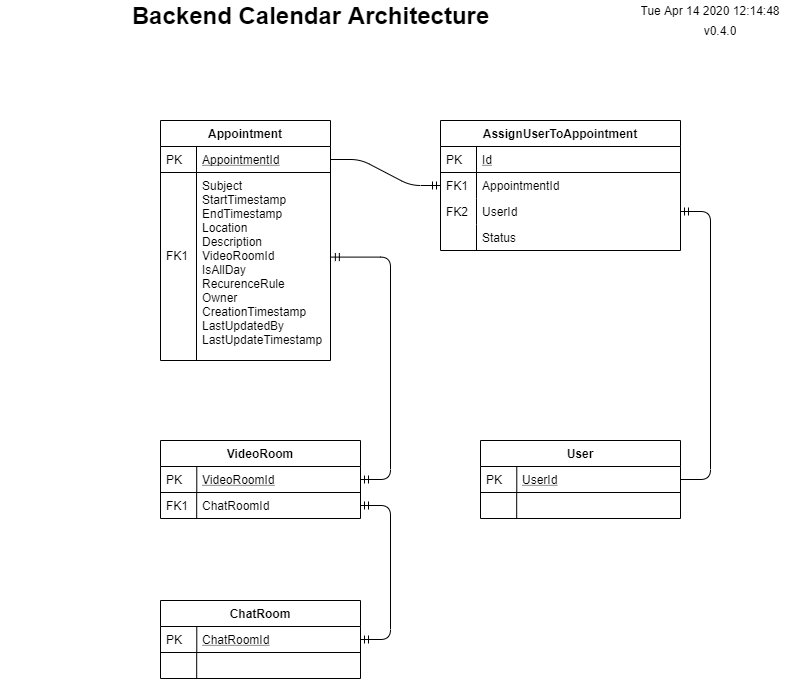 Backend Calendar Architecture
Tue Apr 14 2020 12:14:48
v0.4.0
Appointment
PK AppointmentId
Subject
StartTimestamp
EndTimestamp
Location
Description
FK1 VideoRoomId
IsAllDay
RecurenceRule
Owner
CreationTimestamp
LastUpdatedBy
LastUpdateTimestamp
AssignUserToAppointment
PK Id
FK1 AppointmentId
FK2 UserId
Status
VideoRoom
PK VideoRoomId
FK1 ChatRoomId
User
PK UserId
ChatRoom
PK ChatRoomId